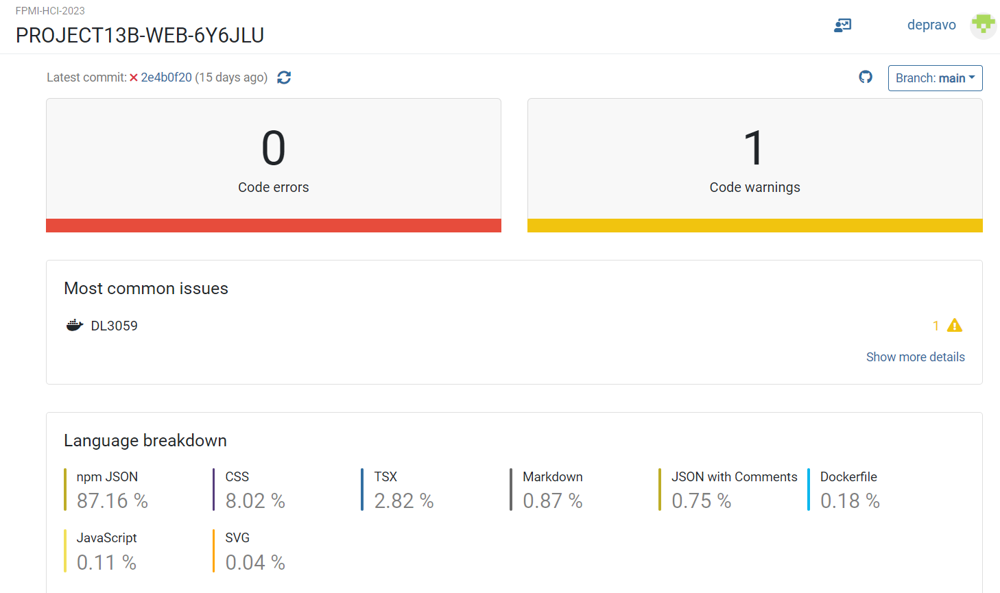 FPMI-HCI-2023
PROJECT13B-WEB-6Y6JLU
depravo
Latest commit: 2e4b0f20 (15 days ago)
Branch: main
0
Code errors
1
Code warnings
Most common issues
DL3059
1
Show more details
Language breakdown
npm JSON
87.16 %
CSS
8.02 %
TSX
2.82 %
Markdown
0.87 %
JSON with Comments
0.75 %
Dockerfile
0.18 %
JavaScript
0.11 %
SVG
0.04 %